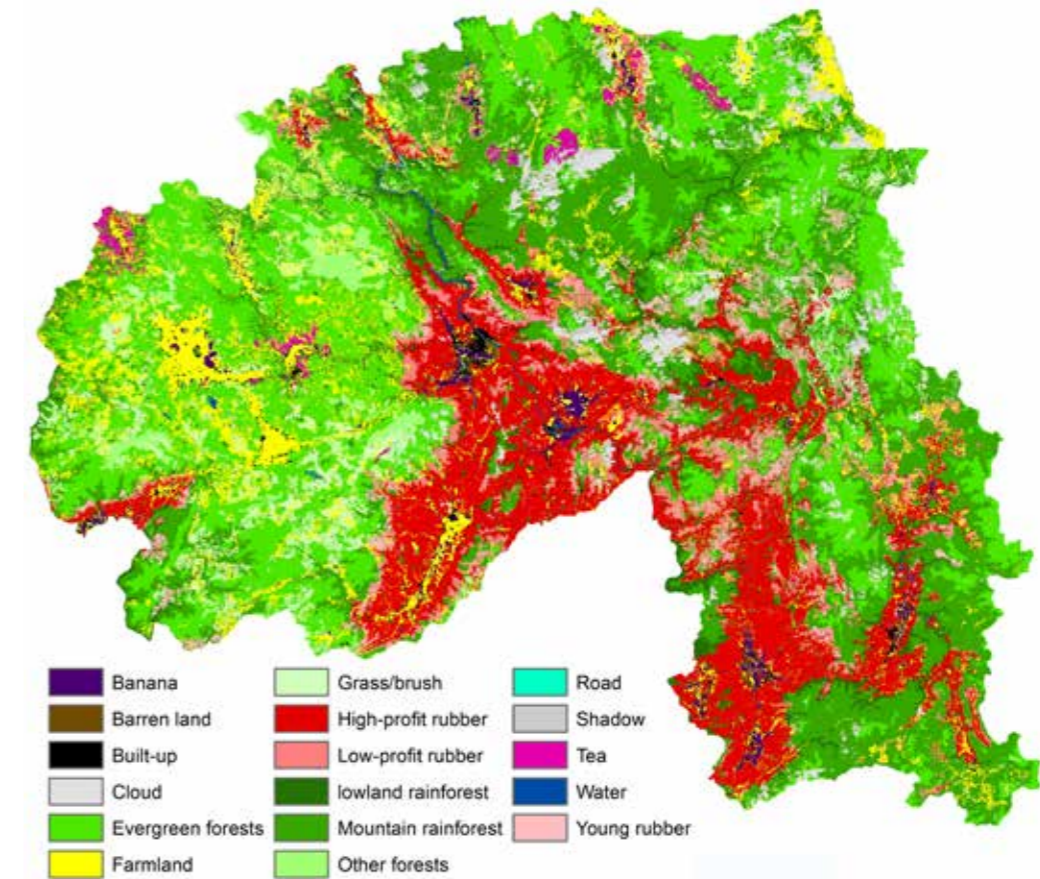 Banana
Barren land
Built-up
Cloud
Evergreen forests
Farmland
Grass/brush
High-profit rubber
Low-profit rubber
lowland rainforest
Mountain rainforest
Other forests
Road
Shadow
Tea
Water
Young rubber